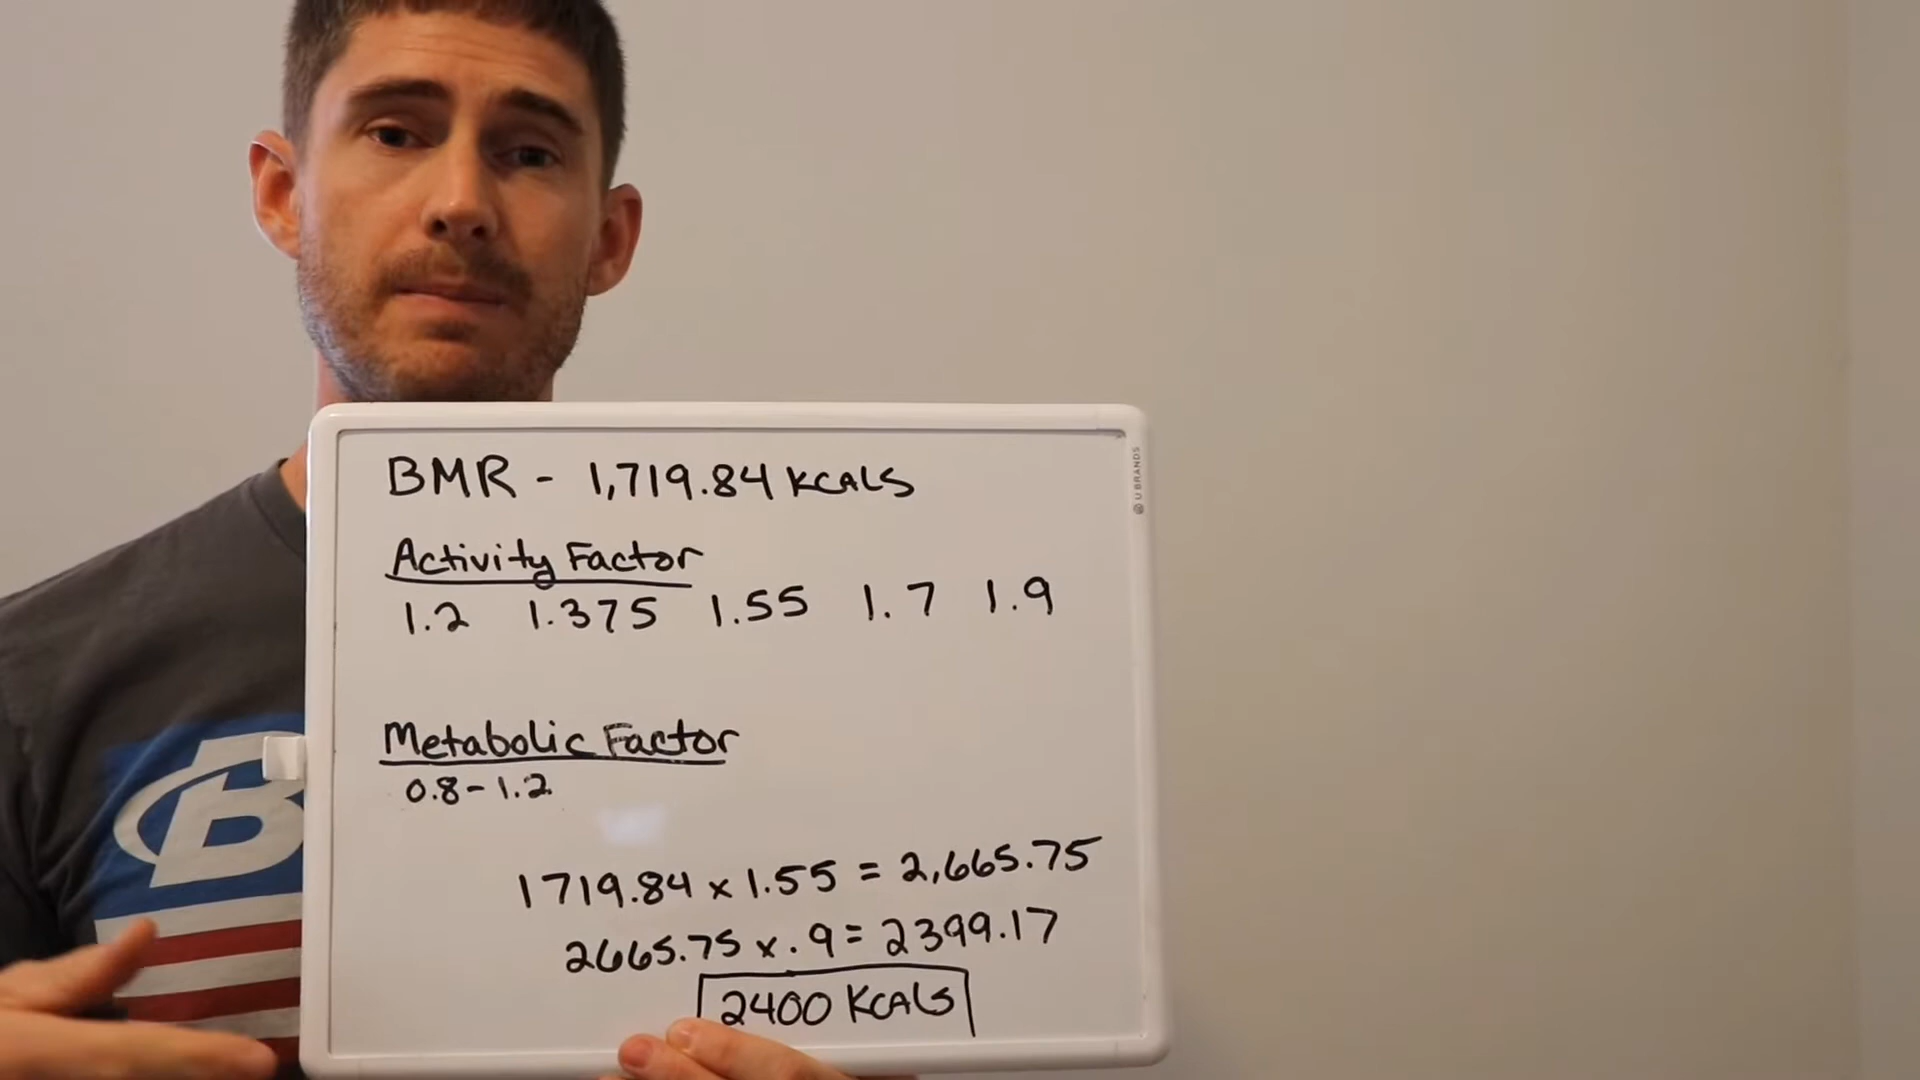 BMR - 1,719.84 KCALS
Activity Factor
1.2 1.375 1.55 1.7 1.9
Metabolic Factor
0.8-1.2
1719.84 x 1.55 = 2,665.75
2665.75 x .9 = 2399.17
2400 KCALS
U BRANDS
B